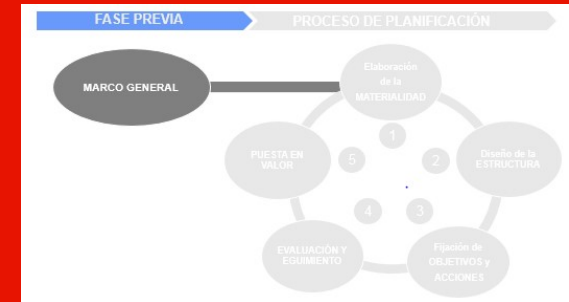 FASE PREVIA
PROCESO DE PLANIFICACIÓN
MARCO GENERAL
Elaboración
de la
MATERIALIDAD
1
PUESTA EN
VALOR
5
2
Diseño de la
ESTRUCTURA
4
3
EVALUACIÓN Y
EGUIMIENTO
Fijación de
OBJETIVOS y
ACCIONES